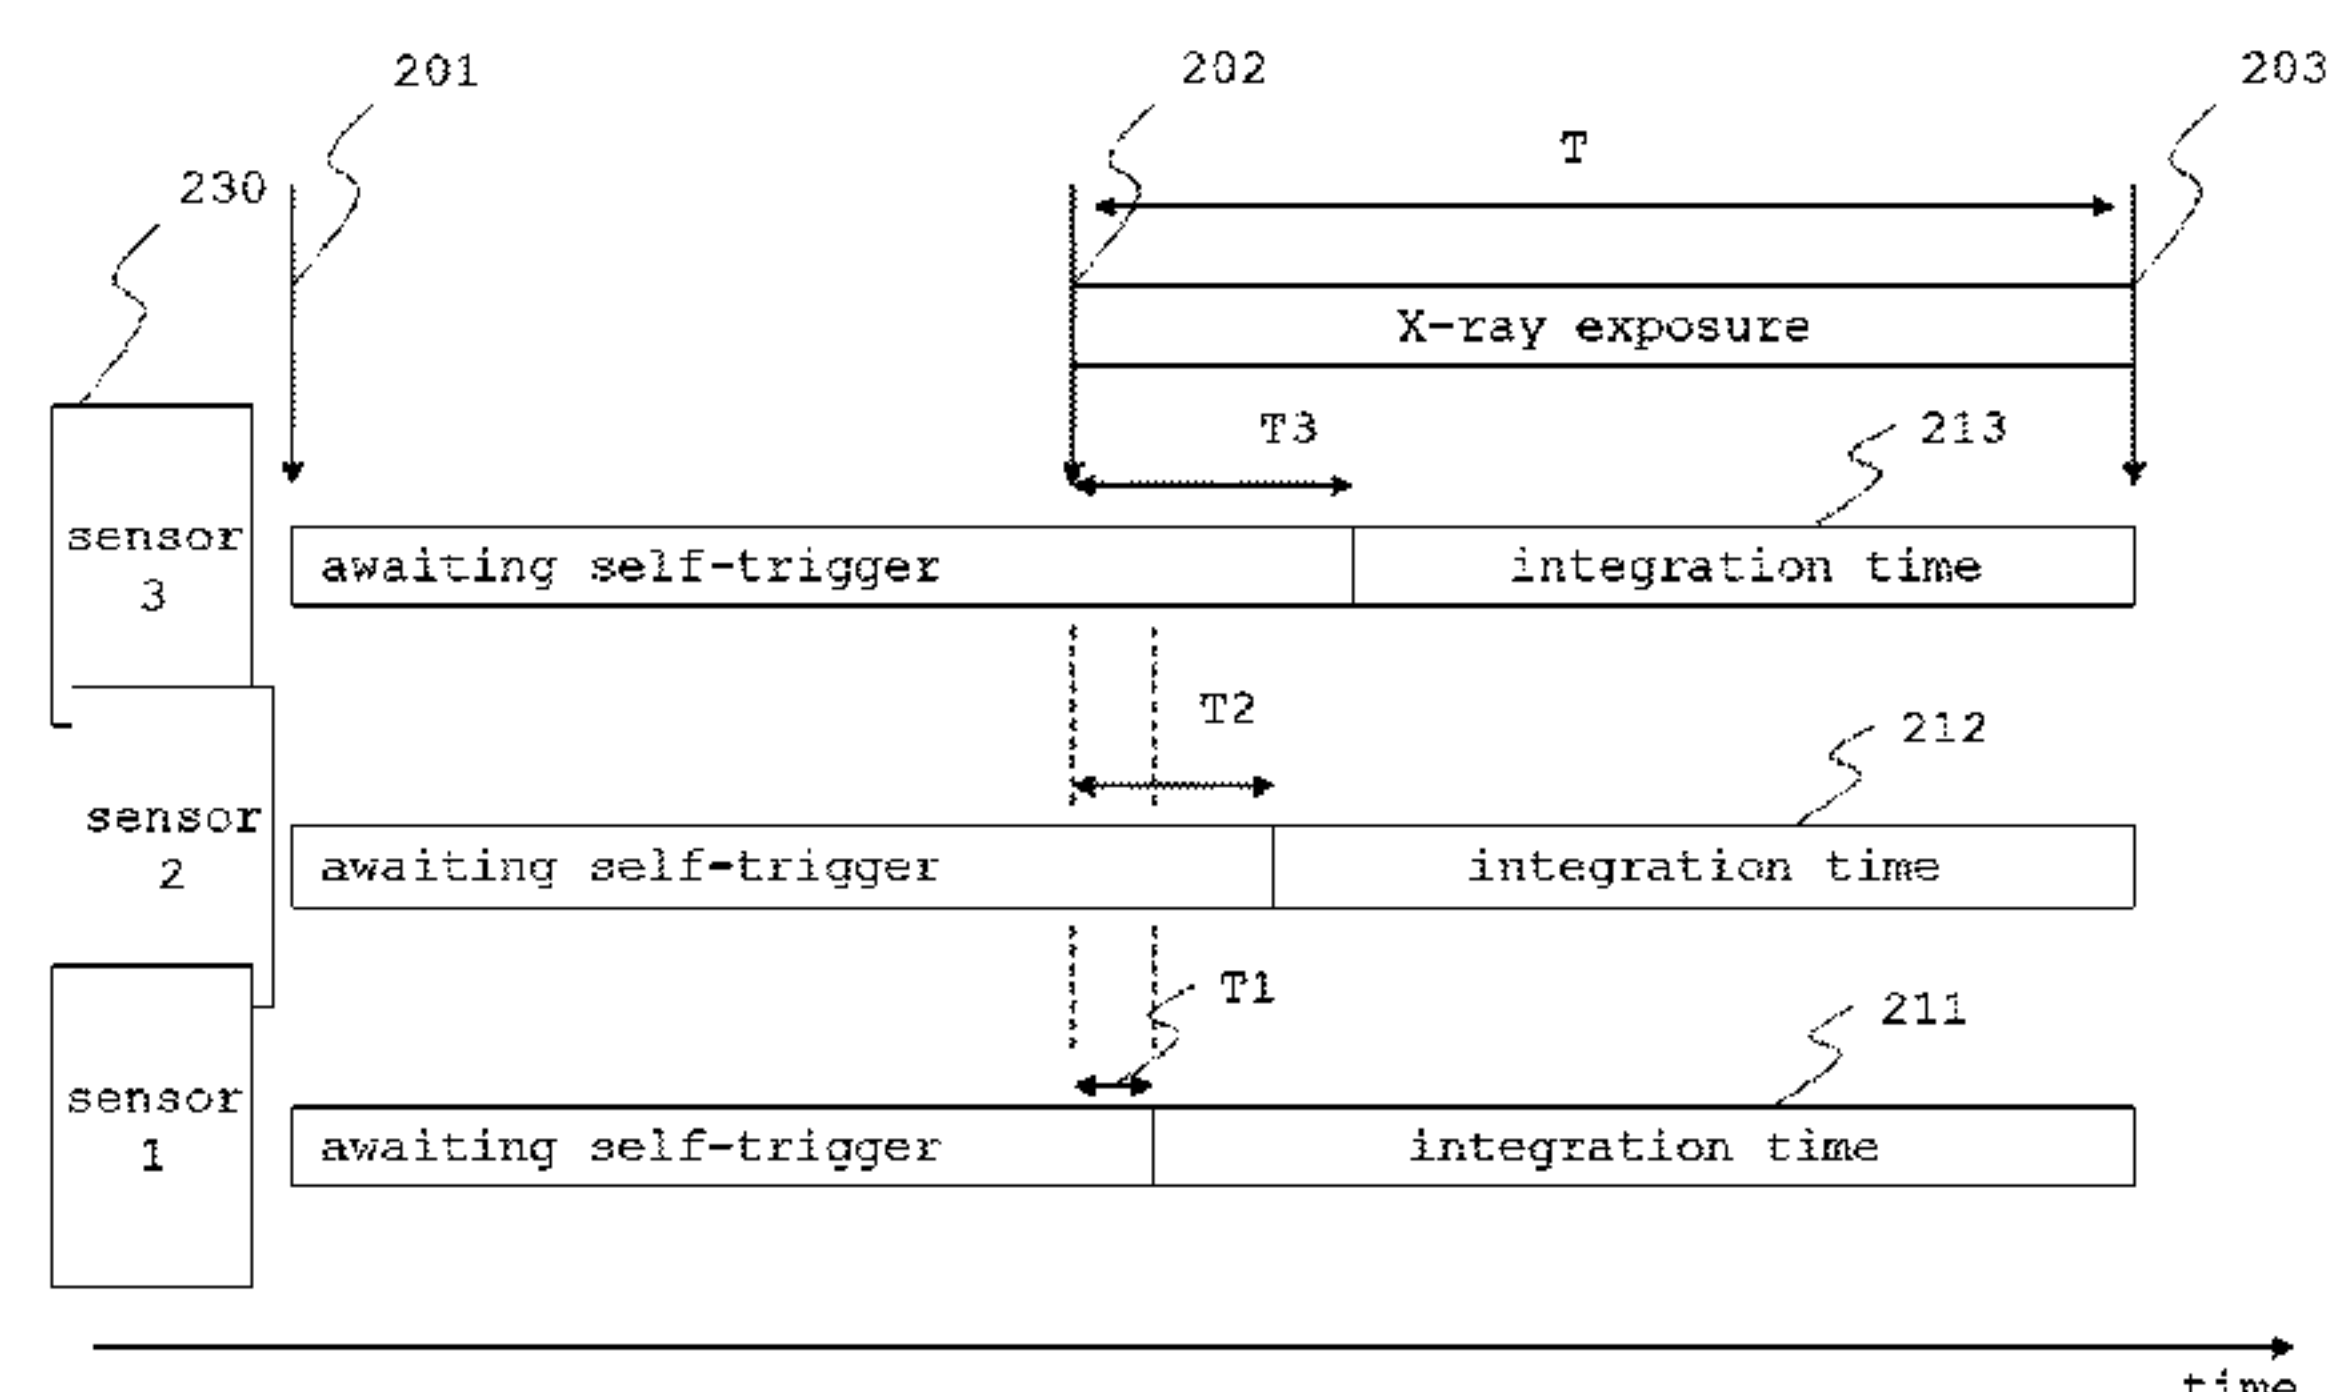 201
202
203
T
230
X-ray exposure
T3
213
sensor
3
awaiting self-trigger
integration time
T2
212
sensor
2
awaiting self-trigger
integration time
T1
211
sensor
1
awaiting self-trigger
integration time
time